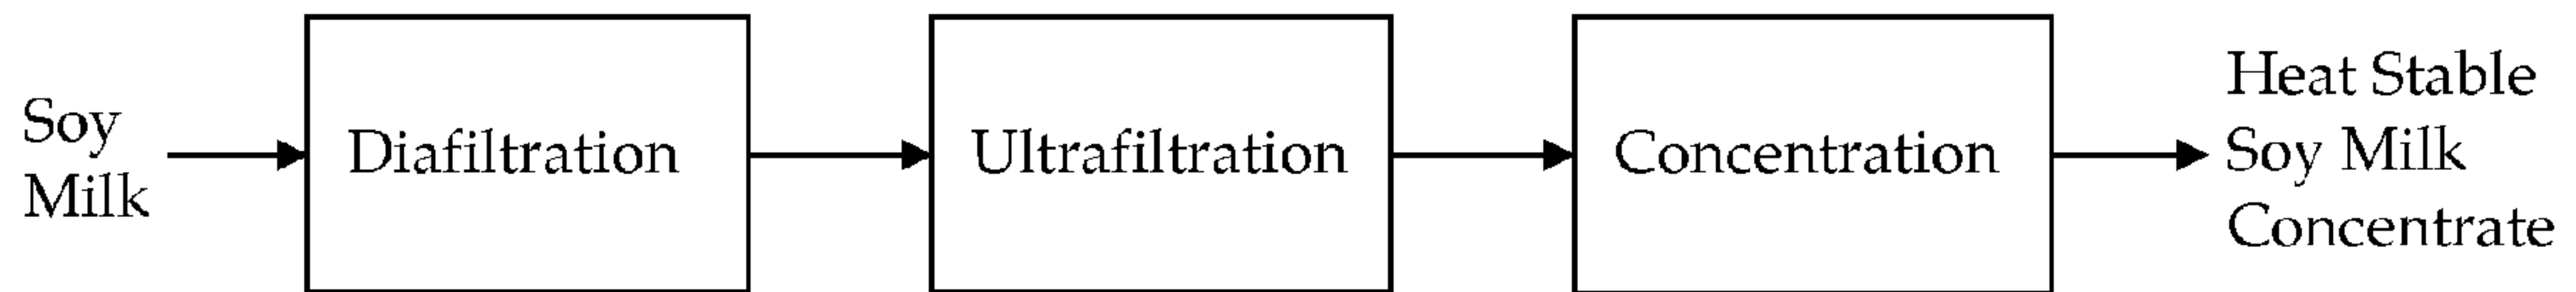 Soy
Milk
Diafiltration
Ultrafiltration
Concentration
Heat Stable
Soy Milk
Concentrate